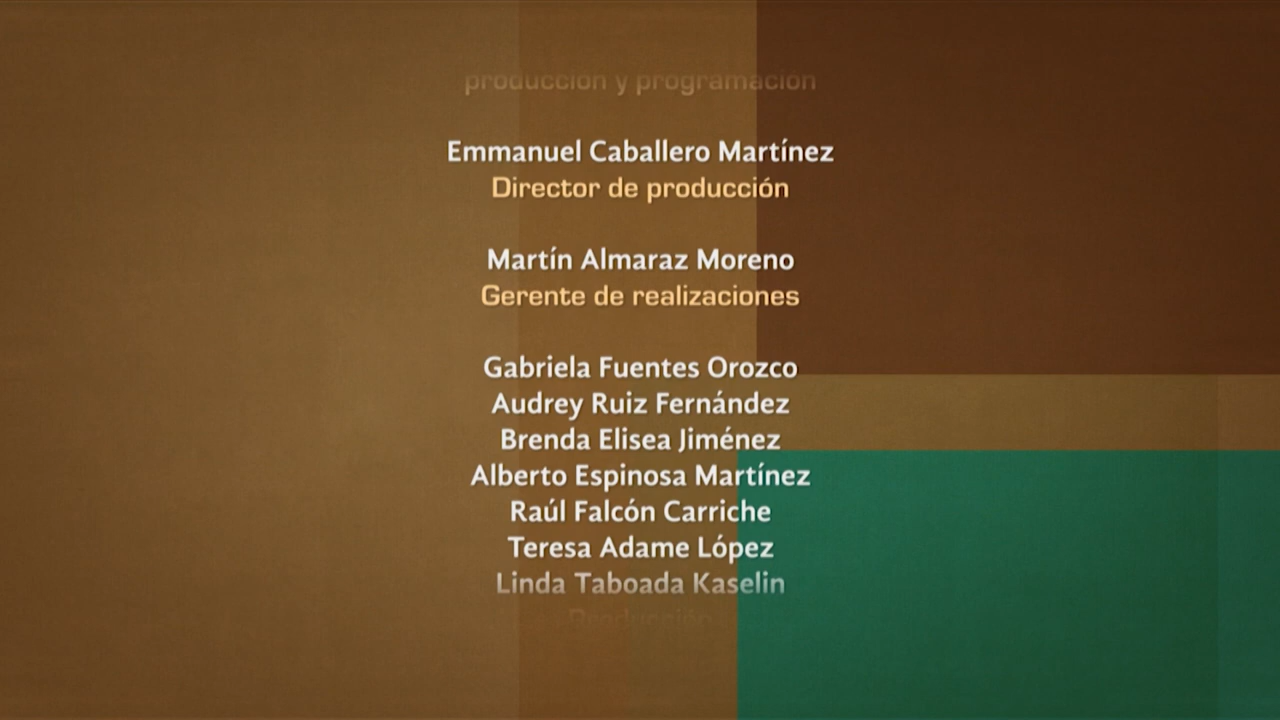 producción y programación
Emmanuel Caballero Martínez
Director de producción
Martín Almaraz Moreno
Gerente de realizaciones
Gabriela Fuentes Orozco
Audrey Ruiz Fernández
Brenda Elisea Jiménez
Alberto Espinosa Martínez
Raúl Falcón Carriche
Teresa Adame López
Linda Taboada Kaselin
Producción